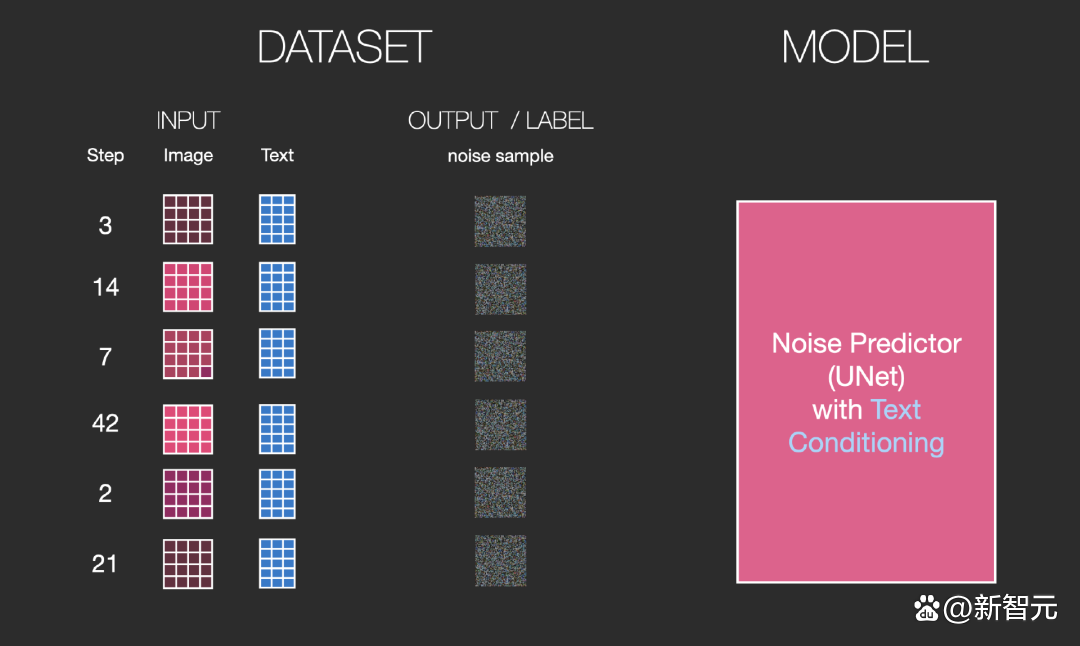 DATASET
MODEL
INPUT
OUTPUT / LABEL
Step Image Text
noise sample
3
14
7
42
2
21
Noise Predictor
(UNet)
with Text
Conditioning
du @新智元